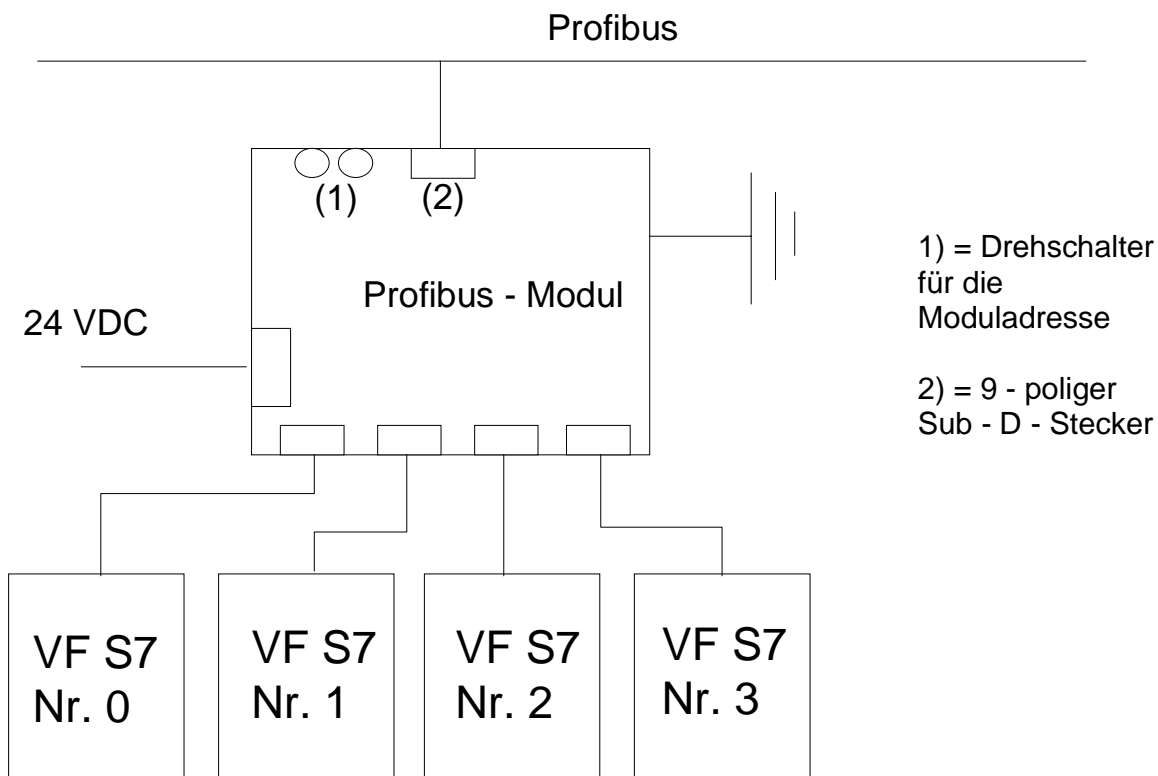 Profibus
(1)
(2)
Profibus - Modul
24 VDC
1) = Drehschalter
für die
Moduladresse
2) = 9 - poliger
Sub - D - Stecker
VF S7
Nr. 0
VF S7
Nr. 1
VF S7
Nr. 2
VF S7
Nr. 3